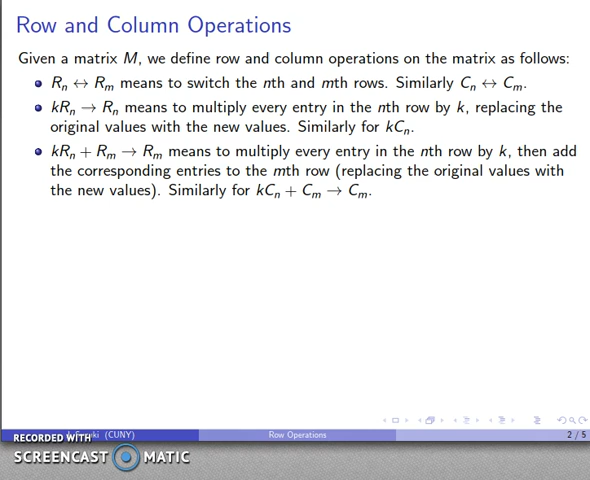 Row and Column Operations
Given a matrix M, we define row and column operations on the matrix as follows:
Rₙ ↔ Rₘ means to switch the nth and mth rows. Similarly Cₙ ↔ Cₘ.
kRₙ → Rₙ means to multiply every entry in the nth row by k, replacing the
original values with the new values. Similarly for kCₙ.
kRₙ + Rₘ → Rₘ means to multiply every entry in the nth row by k, then add
the corresponding entries to the mth row (replacing the original values with
the new values). Similarly for kCₙ + Cₘ → Cₘ.
(CUNY) Row Operations 2 / 5
RECORDED WITH
SCREENCAST MATIC